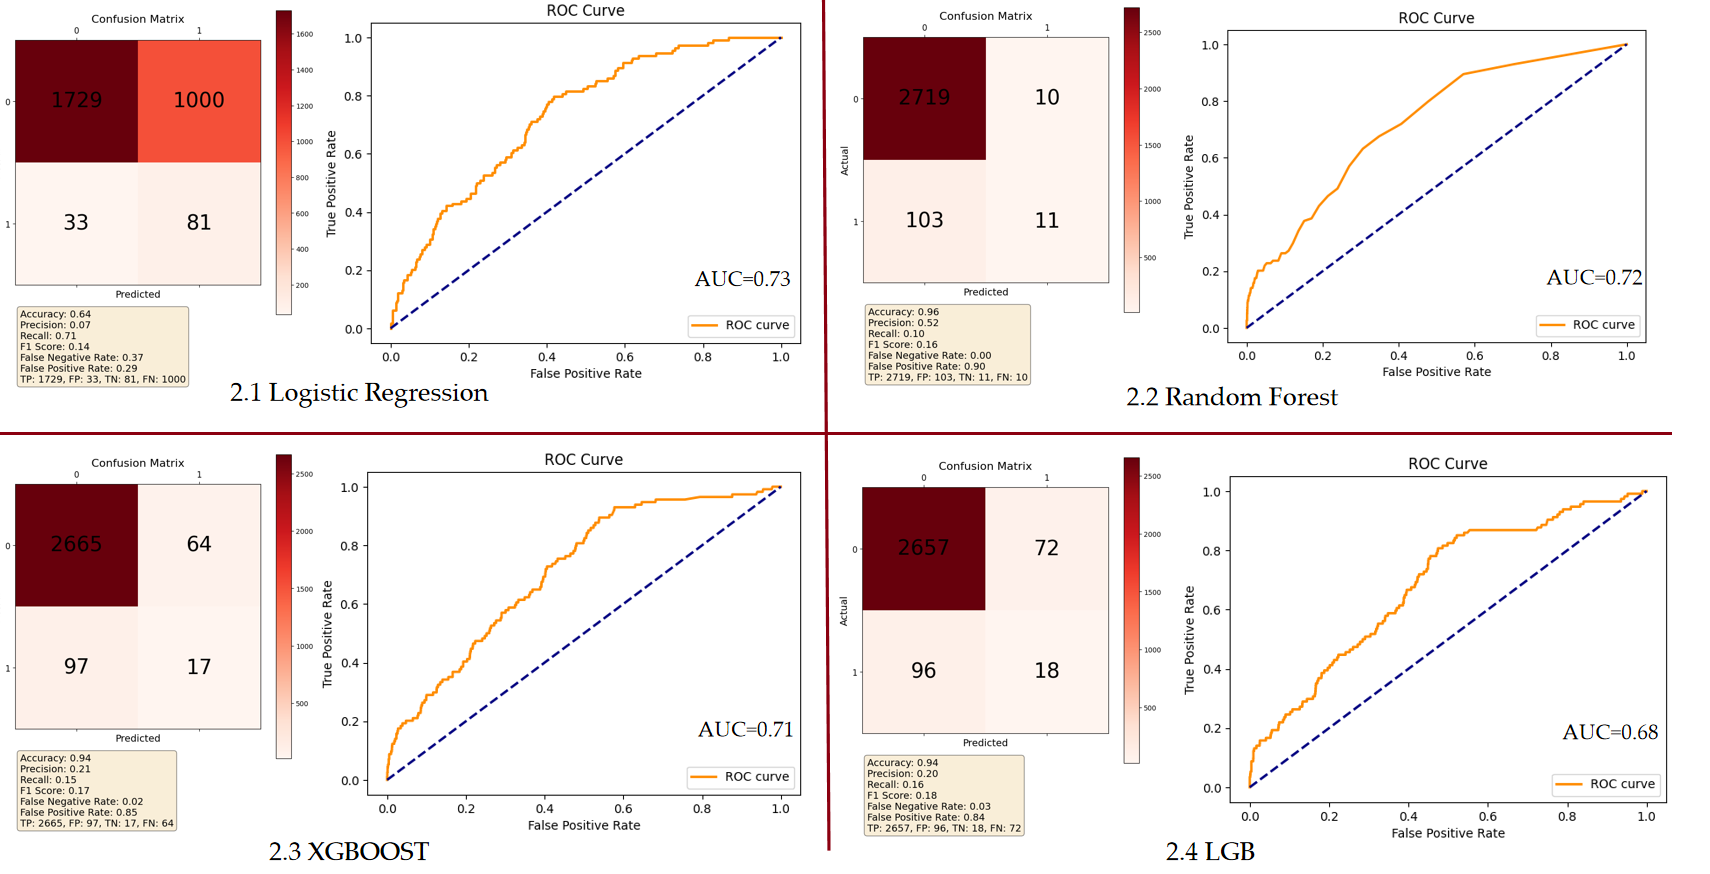 Confusion Matrix
0 1
0
1729 1000
1
33 81
Predicted
1600
1400
1200
1000
800
600
400
200
Accuracy: 0.64
Precision: 0.07
Recall: 0.71
F1 Score: 0.14
False Negative Rate: 0.37
False Positive Rate: 0.29
TP: 1729, FP: 33, TN: 81, FN: 1000
ROC Curve
True Positive Rate
1.0
0.8
0.6
0.4
0.2
0.0
0.0 0.2 0.4 0.6 0.8 1.0
False Positive Rate
AUC=0.73
ROC curve
2.1 Logistic Regression
Confusion Matrix
0 1
Actual
0
2719 10
1
103 11
Predicted
2500
2000
1500
1000
500
Accuracy: 0.96
Precision: 0.52
Recall: 0.10
F1 Score: 0.16
False Negative Rate: 0.00
False Positive Rate: 0.90
TP: 2719, FP: 103, TN: 11, FN: 10
ROC Curve
True Positive Rate
1.0
0.8
0.6
0.4
0.2
0.0
0.0 0.2 0.4 0.6 0.8 1.0
False Positive Rate
AUC=0.72
ROC curve
2.2 Random Forest
Confusion Matrix
0 1
0
2665 64
1
97 17
Predicted
2500
2000
1500
1000
500
Accuracy: 0.94
Precision: 0.21
Recall: 0.15
F1 Score: 0.17
False Negative Rate: 0.02
False Positive Rate: 0.85
TP: 2665, FP: 97, TN: 17, FN: 64
ROC Curve
True Positive Rate
1.0
0.8
0.6
0.4
0.2
0.0
0.0 0.2 0.4 0.6 0.8 1.0
False Positive Rate
AUC=0.71
ROC curve
2.3 XGBOOST
Confusion Matrix
0 1
Actual
0
2657 72
1
96 18
Predicted
2500
2000
1500
1000
500
Accuracy: 0.94
Precision: 0.20
Recall: 0.16
F1 Score: 0.18
False Negative Rate: 0.03
False Positive Rate: 0.84
TP: 2657, FP: 96, TN: 18, FN: 72
ROC Curve
True Positive Rate
1.0
0.8
0.6
0.4
0.2
0.0
0.0 0.2 0.4 0.6 0.8 1.0
False Positive Rate
AUC=0.68
ROC curve
2.4 LGB